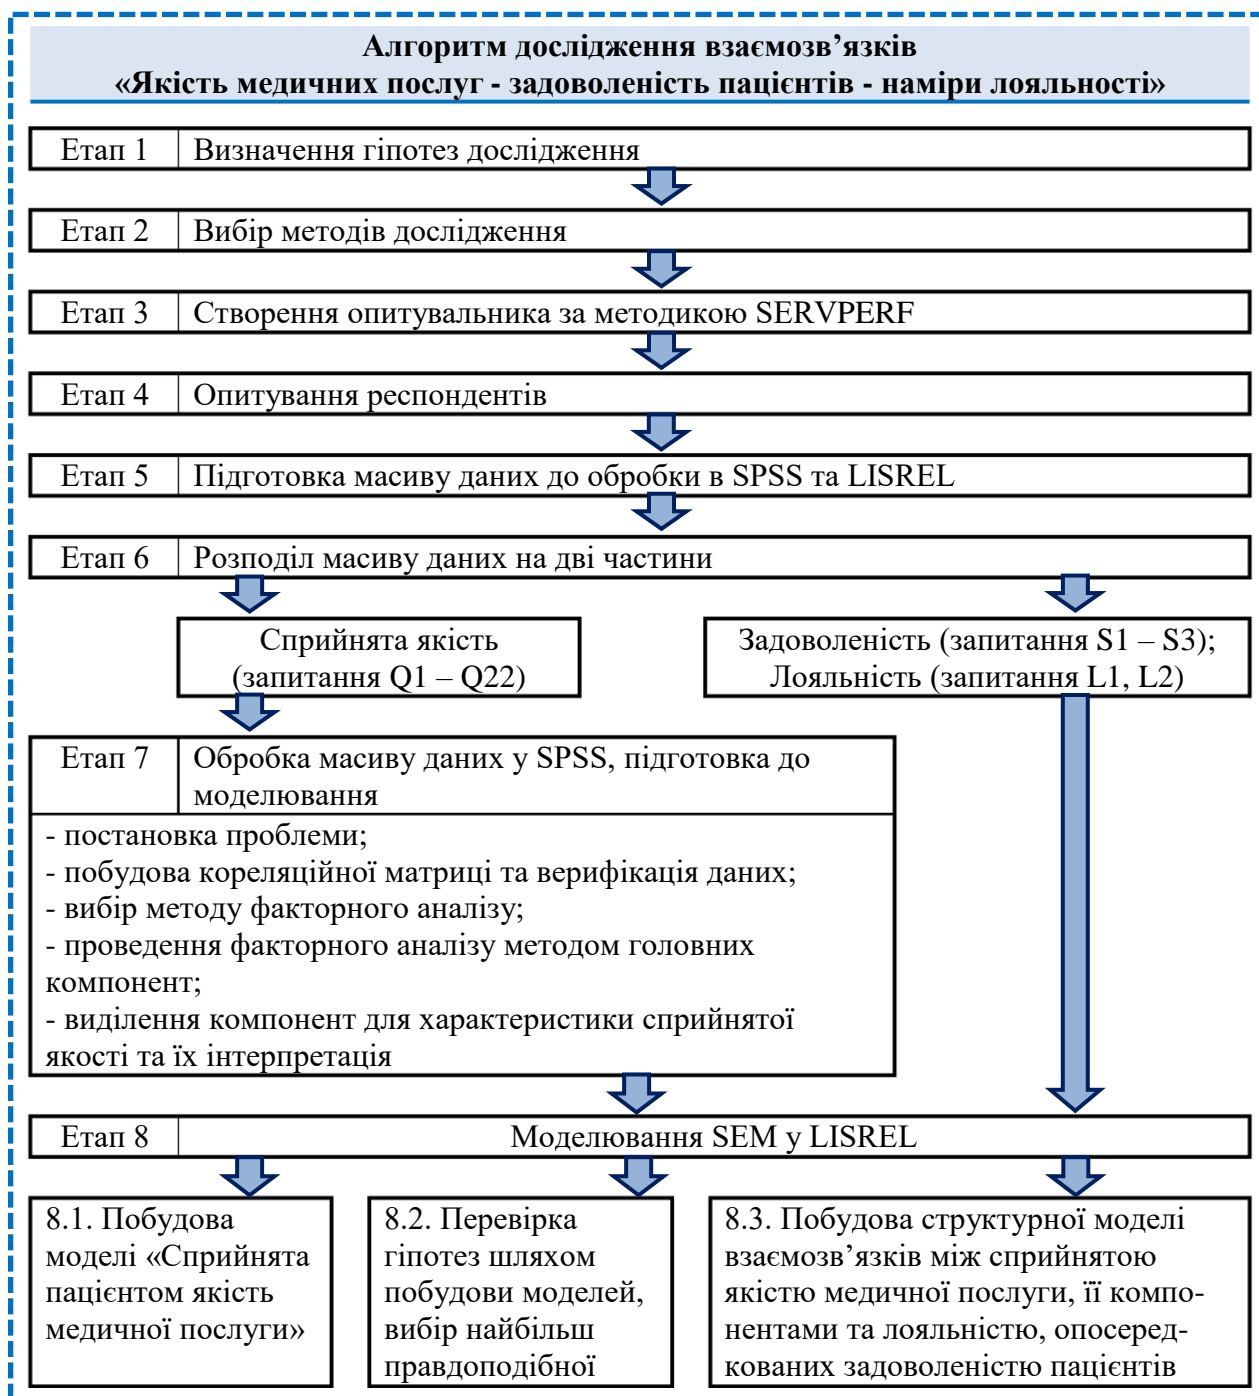 Алгоритм дослідження взаємозв’язків
«Якість медичних послуг - задоволеність пацієнтів - наміри лояльності»
Етап 1 Визначення гіпотез дослідження
Етап 2 Вибір методів дослідження
Етап 3 Створення опитувальника за методикою SERVPERF
Етап 4 Опитування респондентів
Етап 5 Підготовка масиву даних до обробки в SPSS та LISREL
Етап 6 Розподіл масиву даних на дві частини
Сприйнята якість
(запитання Q1 – Q22)
Задоволеність (запитання S1 – S3);
Лояльність (запитання L1, L2)
Етап 7 Обробка масиву даних у SPSS, підготовка до
моделювання
- постановка проблеми;
- побудова кореляційної матриці та верифікація даних;
- вибір методу факторного аналізу;
- проведення факторного аналізу методом головних
компонент;
- виділення компонент для характеристики сприйнятої
якості та їх інтерпретація
Етап 8 Моделювання SEM у LISREL
8.1. Побудова
моделі «Сприйнята
пацієнтом якість
медичної послуги»
8.2. Перевірка
гіпотез шляхом
побудови моделей,
вибір найбільш
правдоподібної
8.3. Побудова структурної моделі
взаємозв’язків між сприйнятою
якістю медичної послуги, її компо-
нентами та лояльністю, опосеред-
кованих задоволеністю пацієнтів